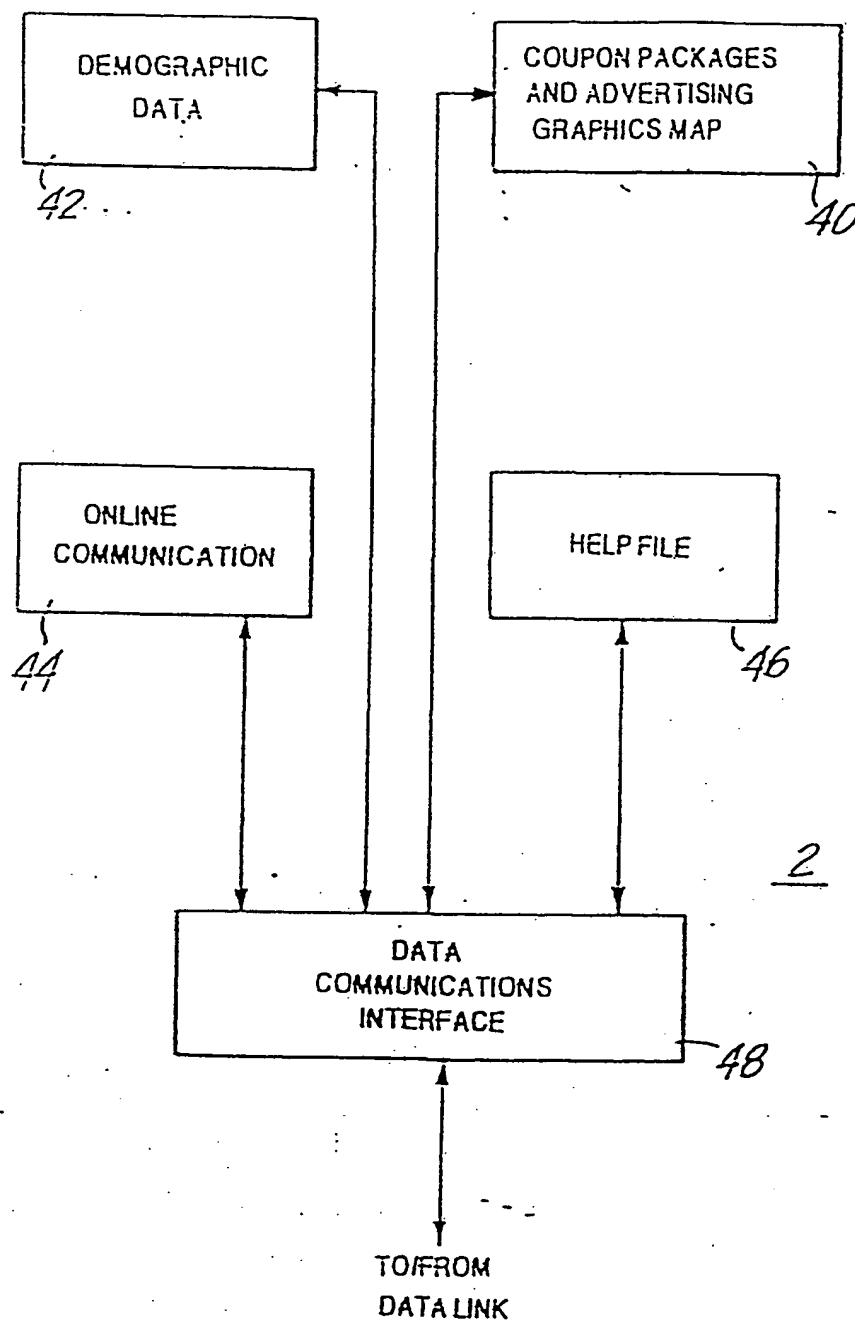 DEMOGRAPHIC
DATA
42
COUPON PACKAGES
AND ADVERTISING
GRAPHICS MAP
40
ONLINE
COMMUNICATION
44
HELP FILE
46
2
DATA
COMMUNICATIONS
INTERFACE
48
TO/FROM
DATA LINK